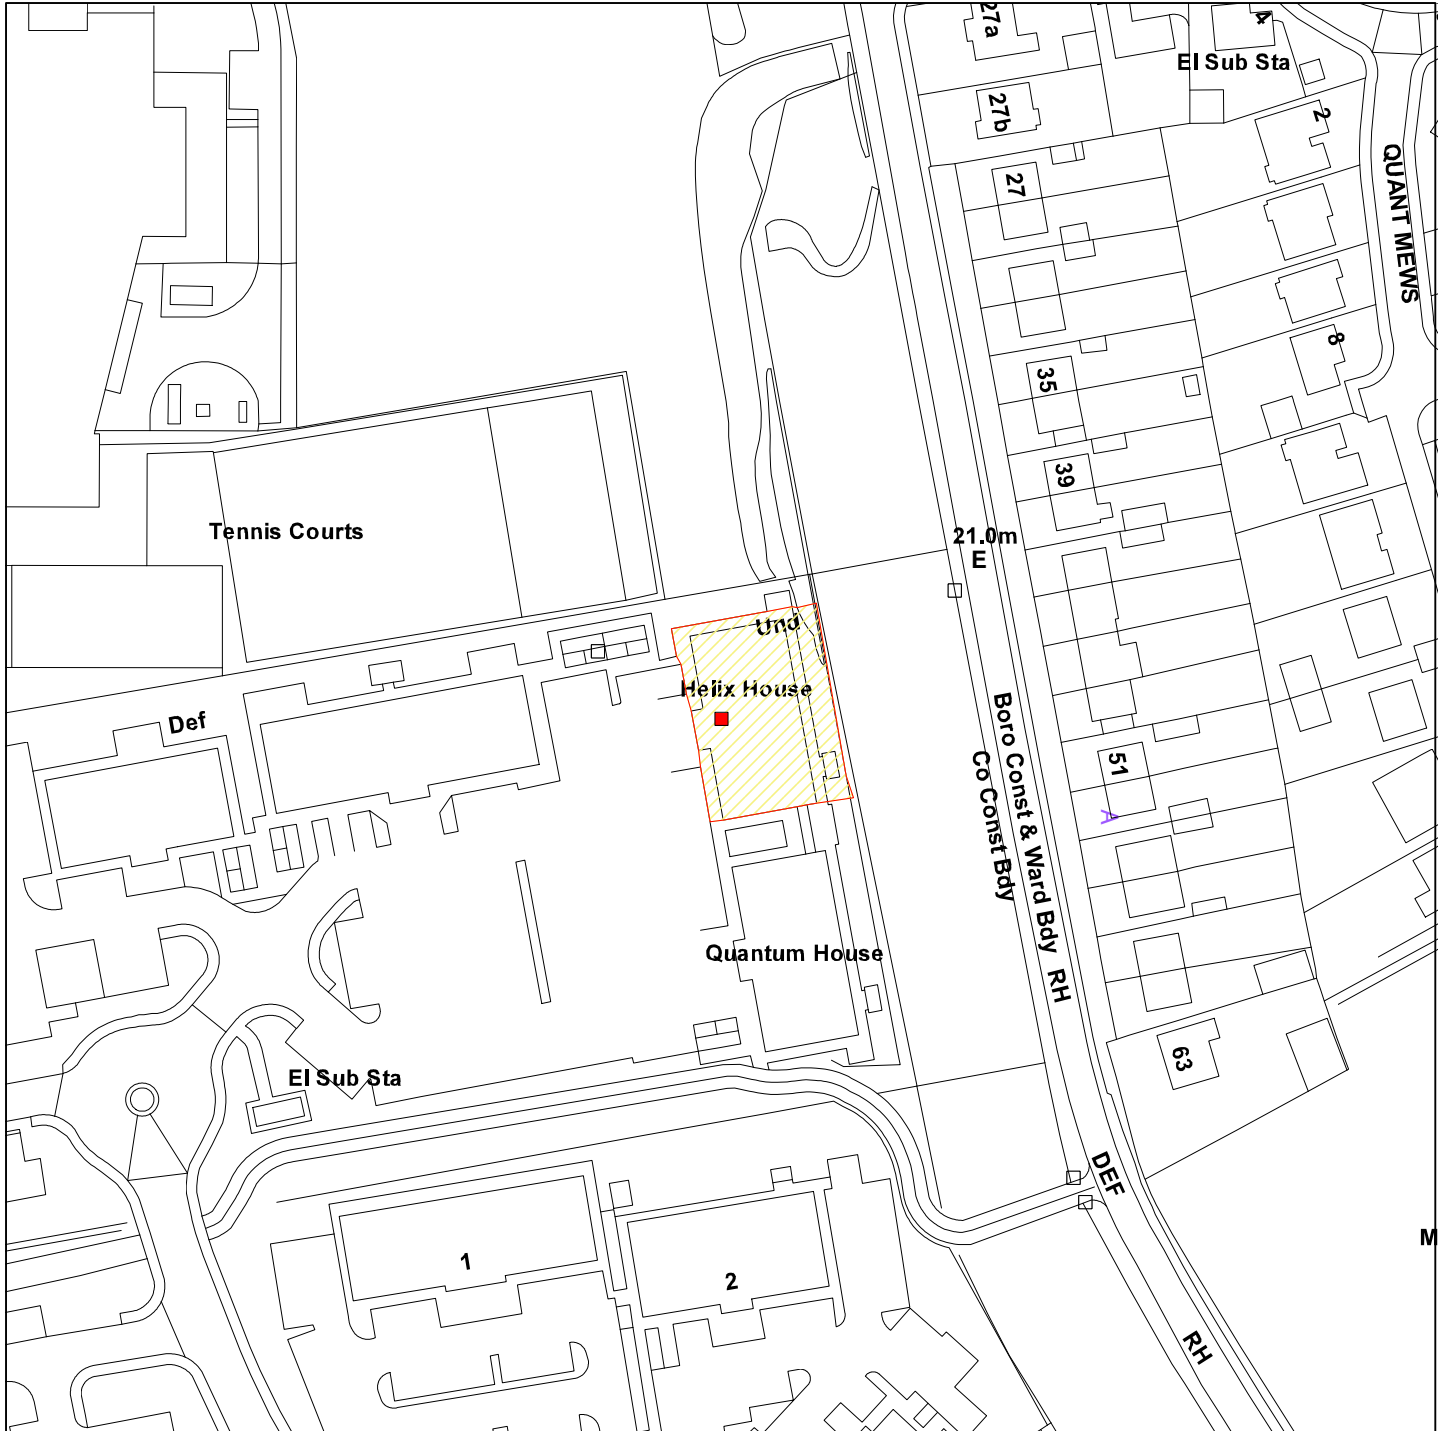 27a
4
El Sub Sta
27b
2
27
QUANT MEWS
8
35
39
Tennis Courts
21.0m
E
Und
Helix House
Def
Boro Const & Ward Bdy
Co Const Bdy
51
A
Quantum House
RH
63
El Sub Sta
DEF
M
1
2
RH